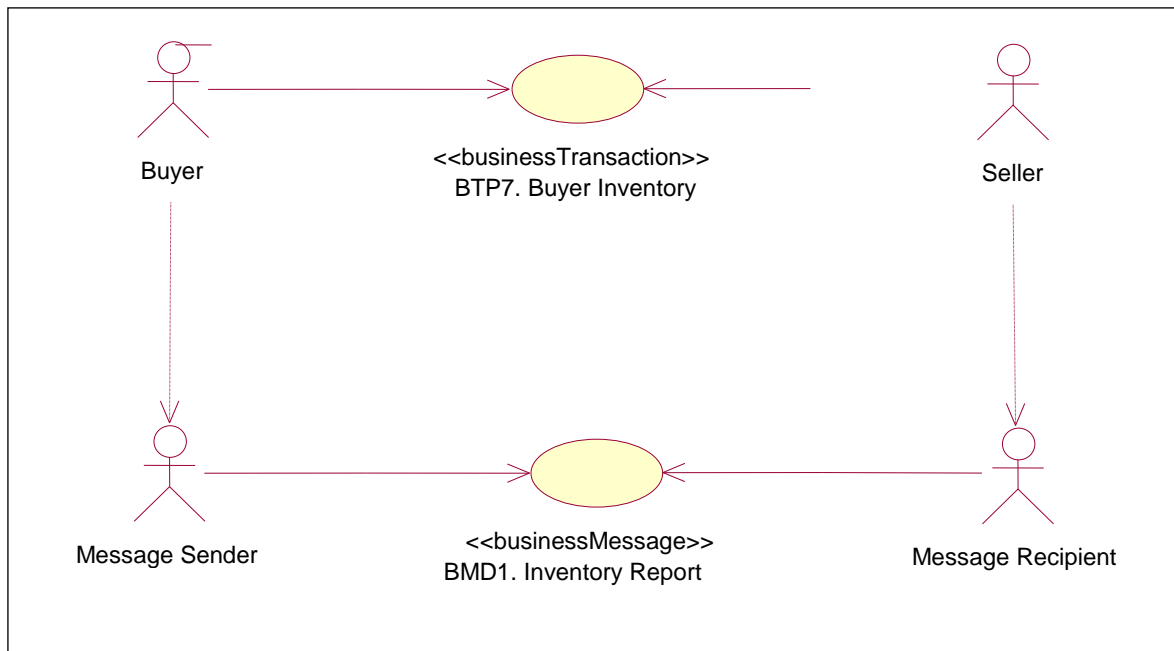 Buyer
<<businessTransaction>>
BTP7. Buyer Inventory
Seller
Message Sender
<<businessMessage>>
BMD1. Inventory Report
Message Recipient